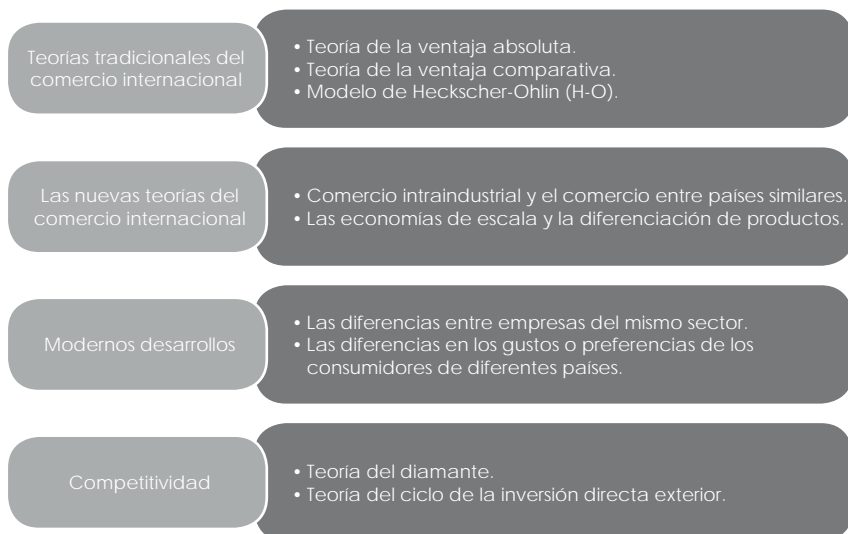 Teorías tradicionales del
comercio internacional
• Teoría de la ventaja absoluta.
• Teoría de la ventaja comparativa.
• Modelo de Heckscher-Ohlin (H-O).
Las nuevas teorías del
comercio internacional
• Comercio intraindustrial y el comercio entre países similares.
• Las economías de escala y la diferenciación de productos.
Modernos desarrollos
• Las diferencias entre empresas del mismo sector.
• Las diferencias en los gustos o preferencias de los
consumidores de diferentes países.
Competitividad
• Teoría del diamante.
• Teoría del ciclo de la inversión directa exterior.